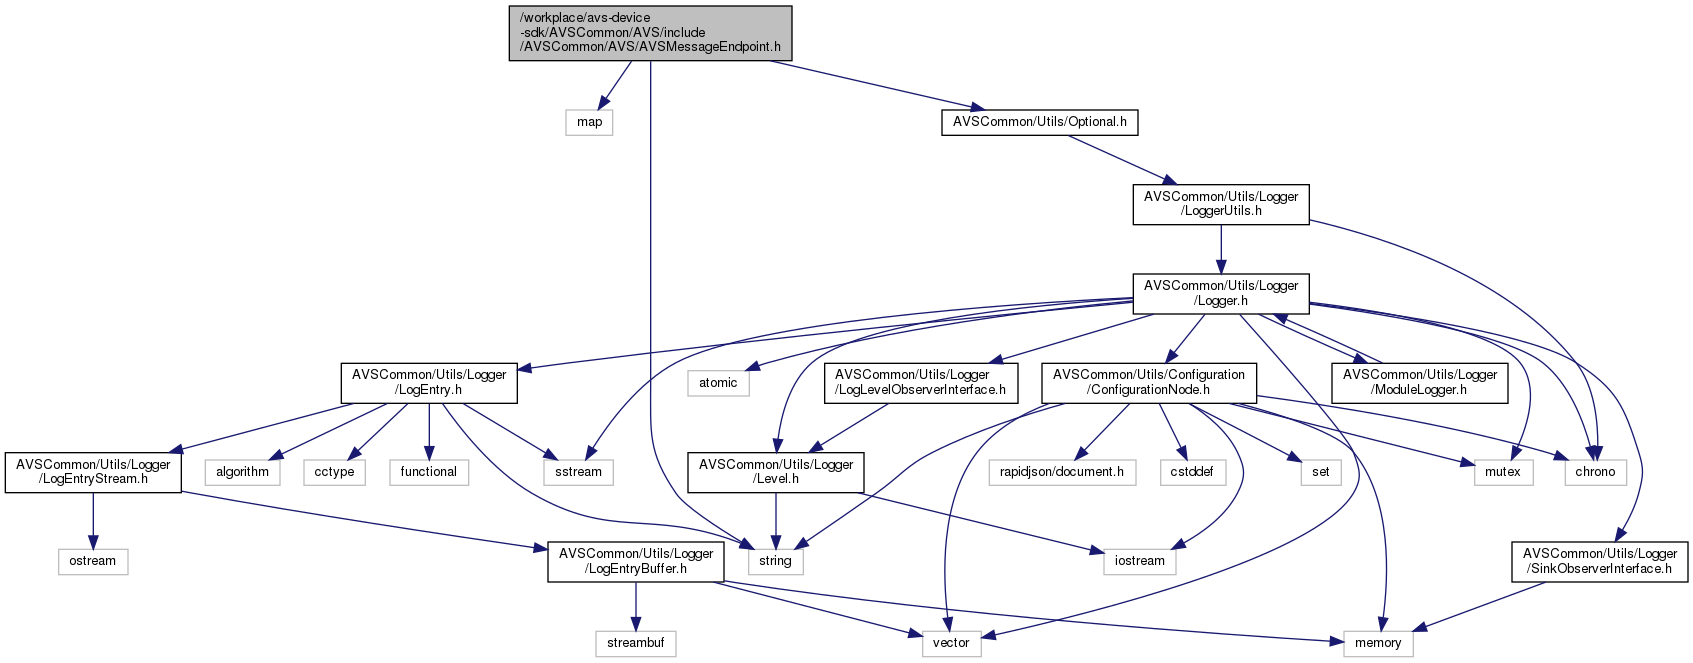 /workplace/avs-device
-sdk/AVSCommon/AVS/include
/AVSCommon/AVS/AVSMessageEndpoint.h
map
AVSCommon/Utils/Optional.h
AVSCommon/Utils/Logger
/LoggerUtils.h
AVSCommon/Utils/Logger
/Logger.h
AVSCommon/Utils/Logger
/LogEntry.h
atomic
AVSCommon/Utils/Logger
/LogLevelObserverInterface.h
AVSCommon/Utils/Configuration
/ConfigurationNode.h
AVSCommon/Utils/Logger
/ModuleLogger.h
AVSCommon/Utils/Logger
/LogEntryStream.h
algorithm
cctype
functional
sstream
AVSCommon/Utils/Logger
/Level.h
rapidjson/document.h
cstddef
set
mutex
chrono
ostream
AVSCommon/Utils/Logger
/LogEntryBuffer.h
string
iostream
AVSCommon/Utils/Logger
/SinkObserverInterface.h
streambuf
vector
memory